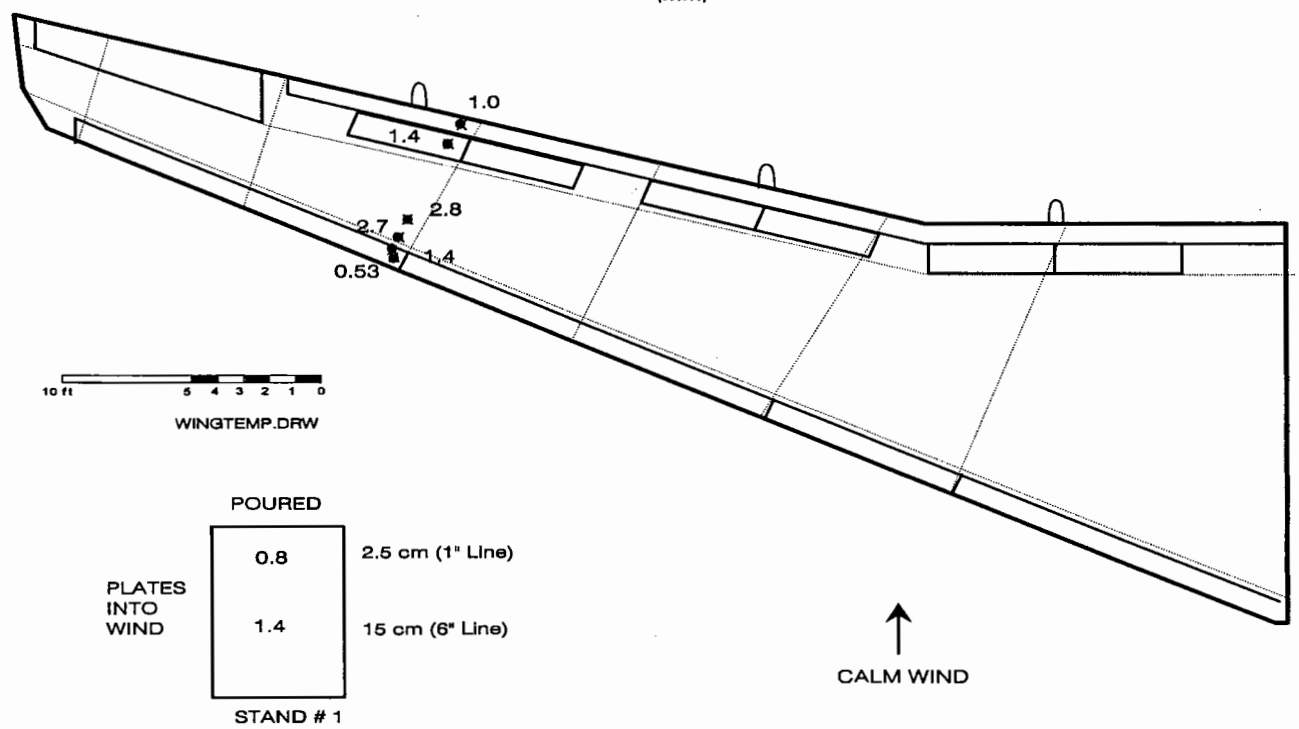 1.0
1.4
2.8
2.7
1.4
0.53
10 ft 5 4 3 2 1 0
WINGTEMP.DRW
POURED
0.8 2.5 cm (1" Line)
PLATES
INTO
WIND
1.4 15 cm (6" Line)
STAND # 1
CALM WIND